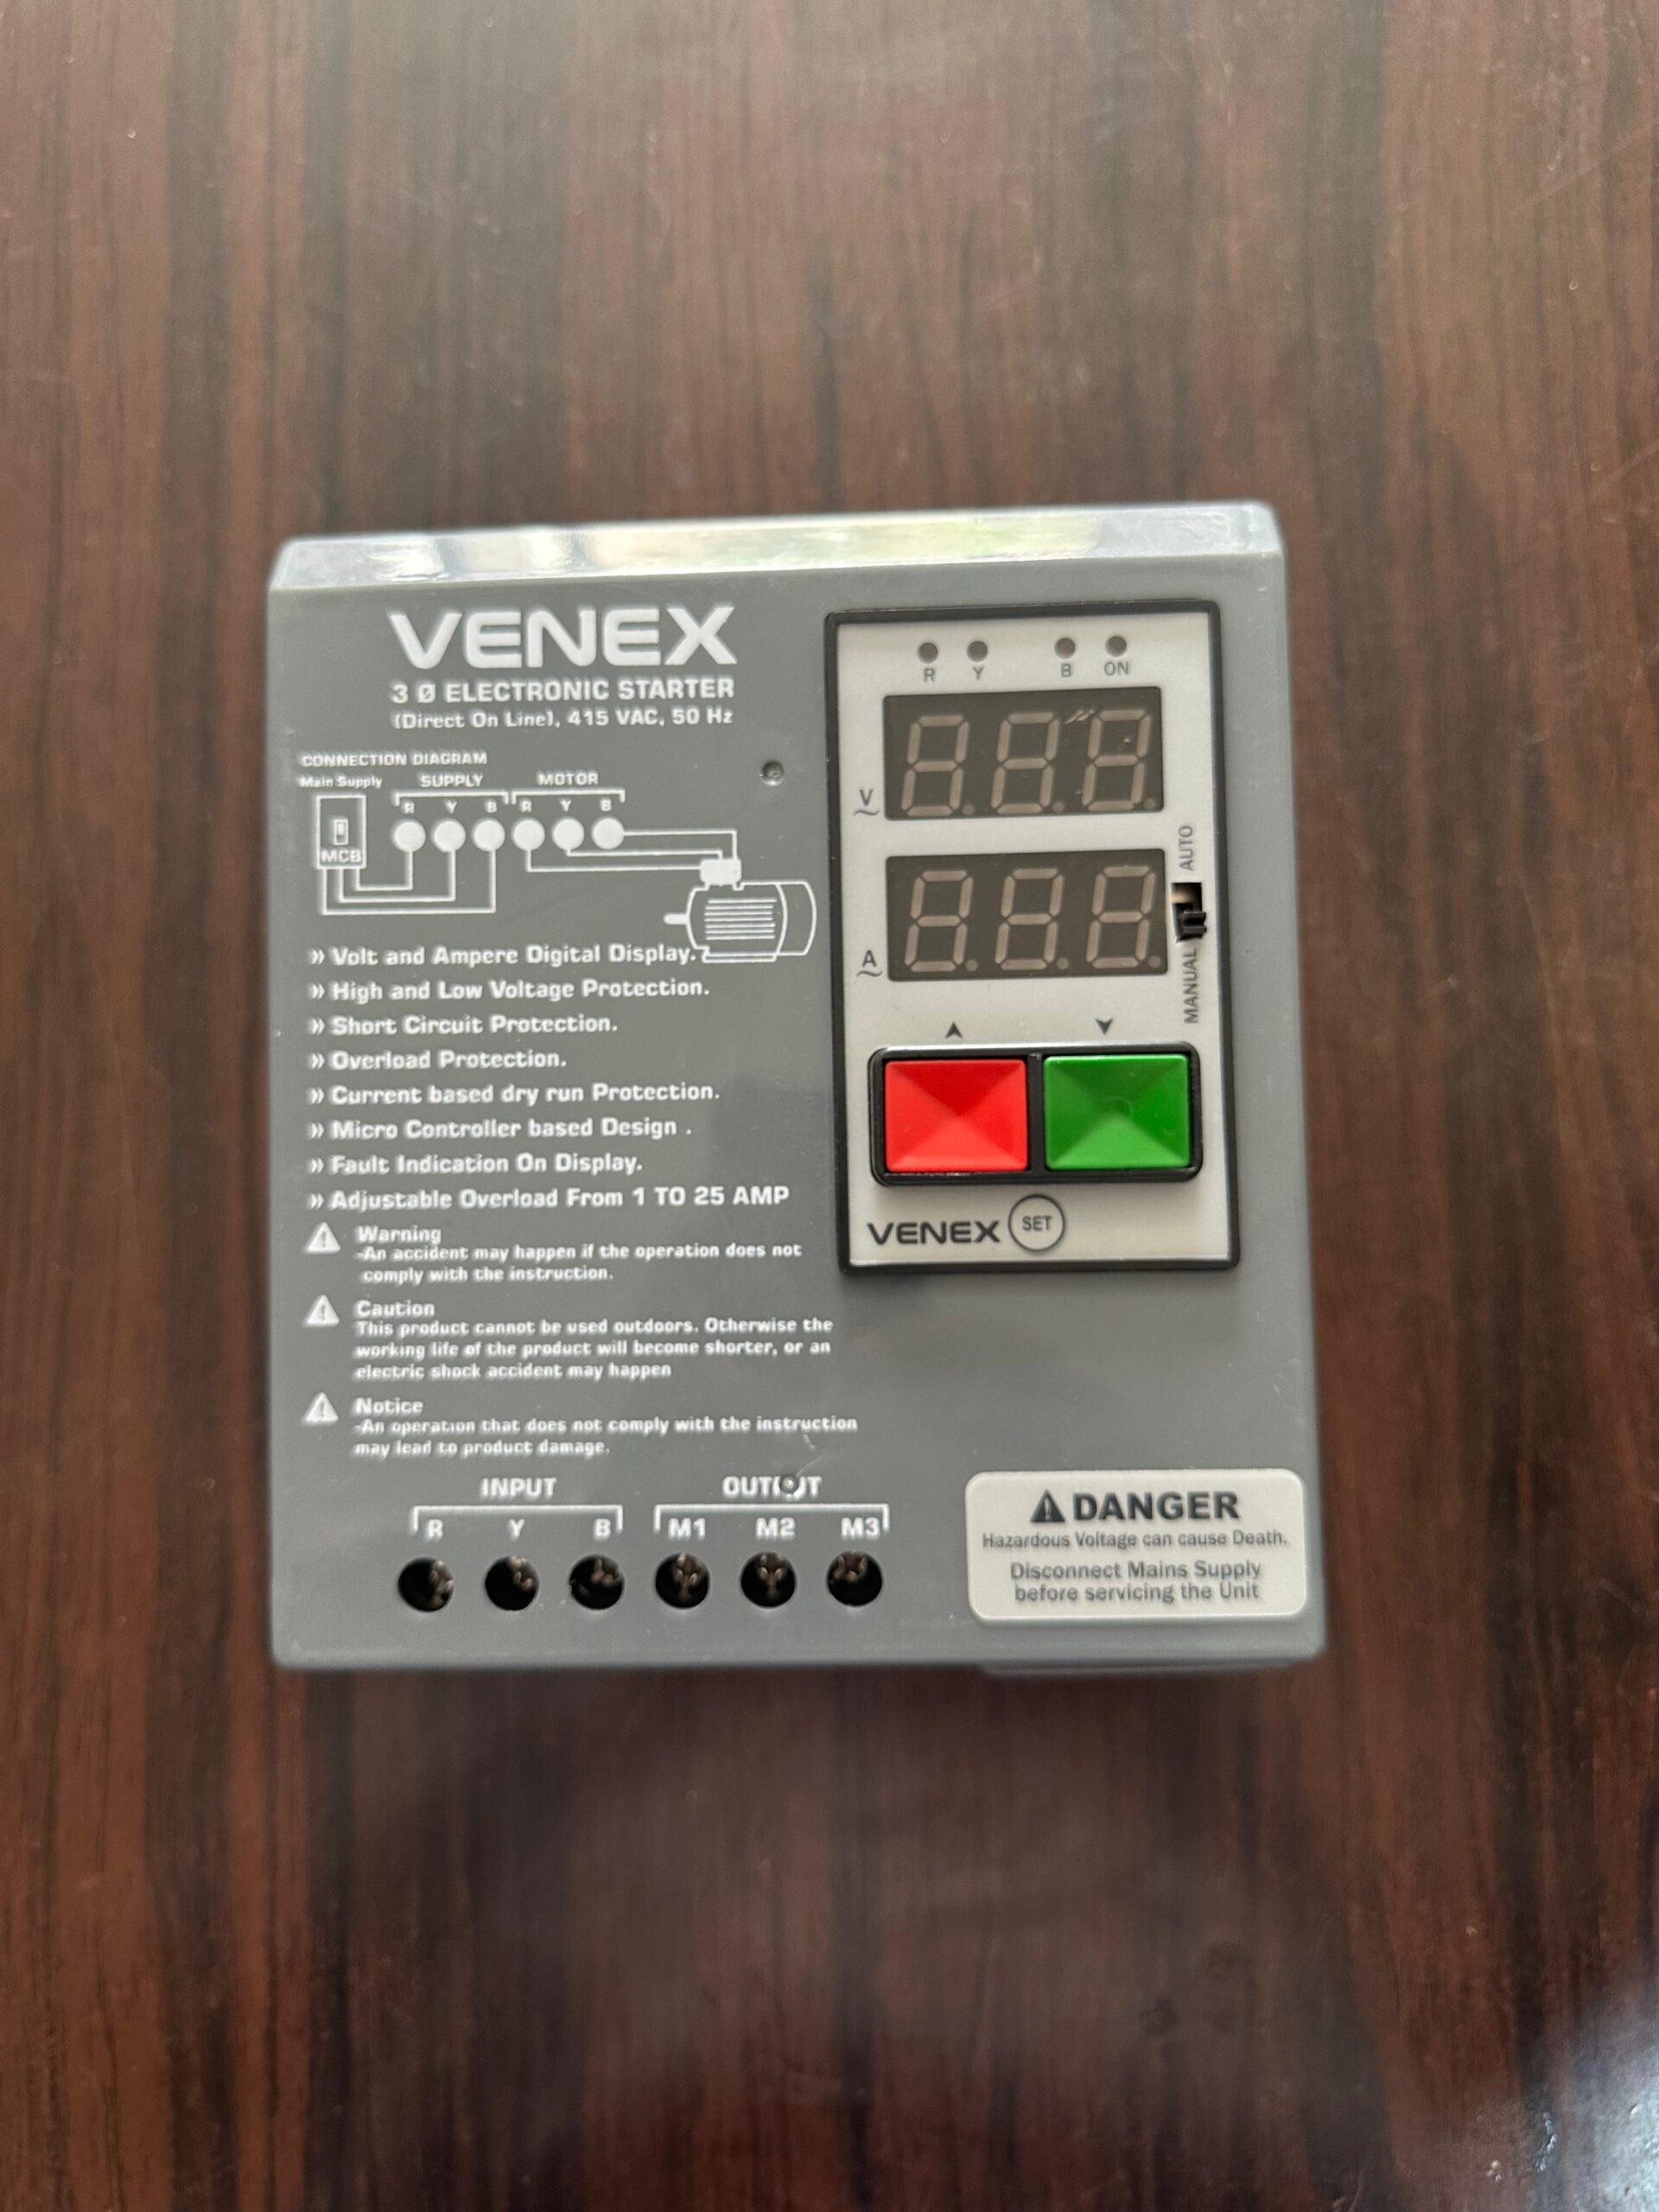 VENEX
3 Ø ELECTRONIC STARTER
(Direct On Line), 415 VAC, 50 Hz
CONNECTION DIAGRAM
Main Supply SUPPLY MOTOR
R Y B R Y B
MCB
» Volt and Ampere Digital Display.
» High and Low Voltage Protection.
» Short Circuit Protection.
» Overload Protection.
» Current based dry run Protection.
» Micro Controller based Design .
» Fault Indication On Display.
» Adjustable Overload From 1 TO 25 AMP
Warning
-An accident may happen if the operation does not
comply with the instruction.
Caution
This product cannot be used outdoors. Otherwise the
working life of the product will become shorter, or an
electric shock accident may happen
Notice
-An operation that does not comply with the instruction
may lead to product damage.
INPUT OUTPUT
R Y B M1 M2 M3
R Y B ON
V
A
AUTO
MANUAL
VENEX SET
DANGER
Hazardous Voltage can cause Death.
Disconnect Mains Supply
before servicing the Unit